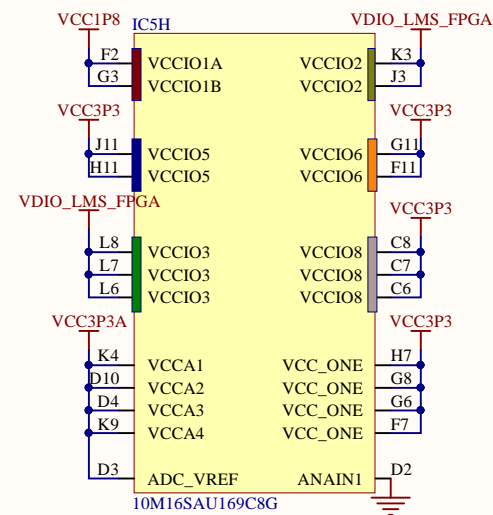 VCC1P8 IC5H VDIO_LMS_FPGA
F2 VCCIO1A VCCIO2 K3
G3 VCCIO1B VCCIO2 J3
VCC3P3 VCC3P3
J11 VCCIO5 VCCIO6 G11
H11 VCCIO5 VCCIO6 F11
VDIO_LMS_FPGA VCC3P3
L8 VCCIO3 VCCIO8 C8
L7 VCCIO3 VCCIO8 C7
L6 VCCIO3 VCCIO8 C6
VCC3P3A VCC3P3
K4 VCCA1 VCC_ONE H7
D10 VCCA2 VCC_ONE G8
D4 VCCA3 VCC_ONE G6
K9 VCCA4 VCC_ONE F7
D3 ADC_VREF ANAIN1 D2
10M16SAU169C8G